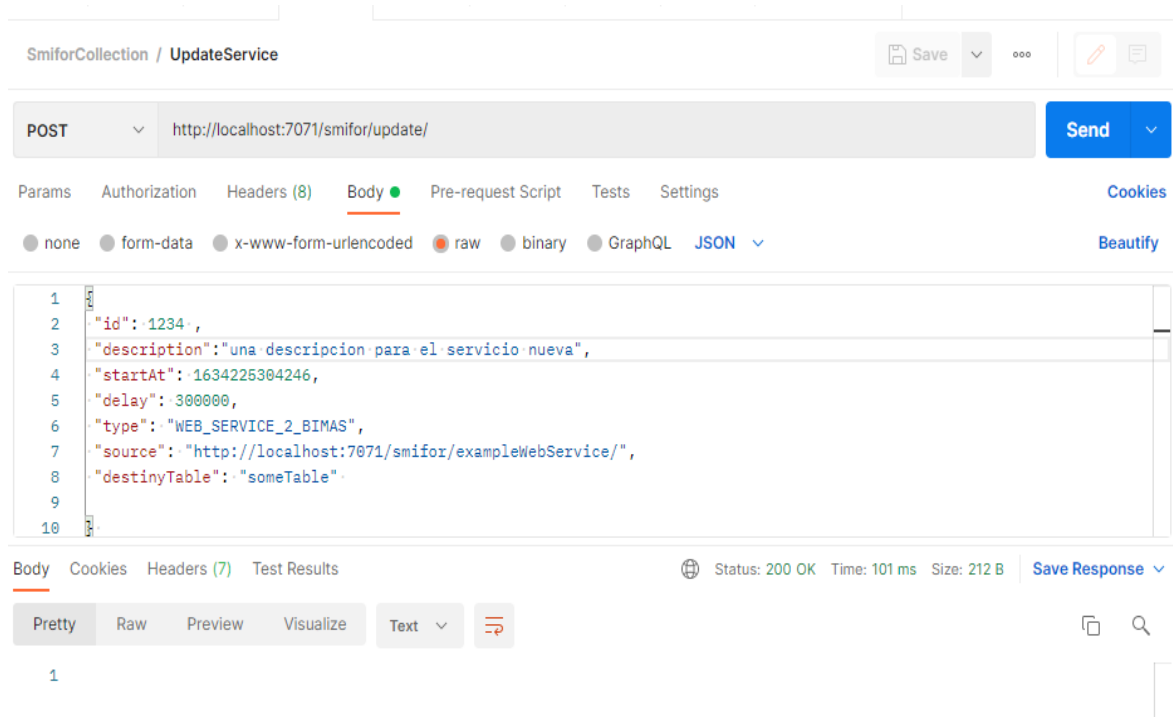 SmiforCollection / UpdateService Save ooo
POST http://localhost:7071/smifor/update/ Send
Params Authorization Headers (8) Body Pre-request Script Tests Settings Cookies
none form-data x-www-form-urlencoded raw binary GraphQL JSON Beautify
1 {
2 "id": 1234 ,
3 "description":"una descripcion para el servicio nueva",
4 "startAt": 1634225304246,
5 "delay": 300000,
6 "type": "WEB_SERVICE_2_BIMAS",
7 "source": "http://localhost:7071/smifor/exampleWebService/",
8 "destinyTable": "someTable"
9
10 }
Body Cookies Headers (7) Test Results Status: 200 OK Time: 101 ms Size: 212 B Save Response
Pretty Raw Preview Visualize Text
1